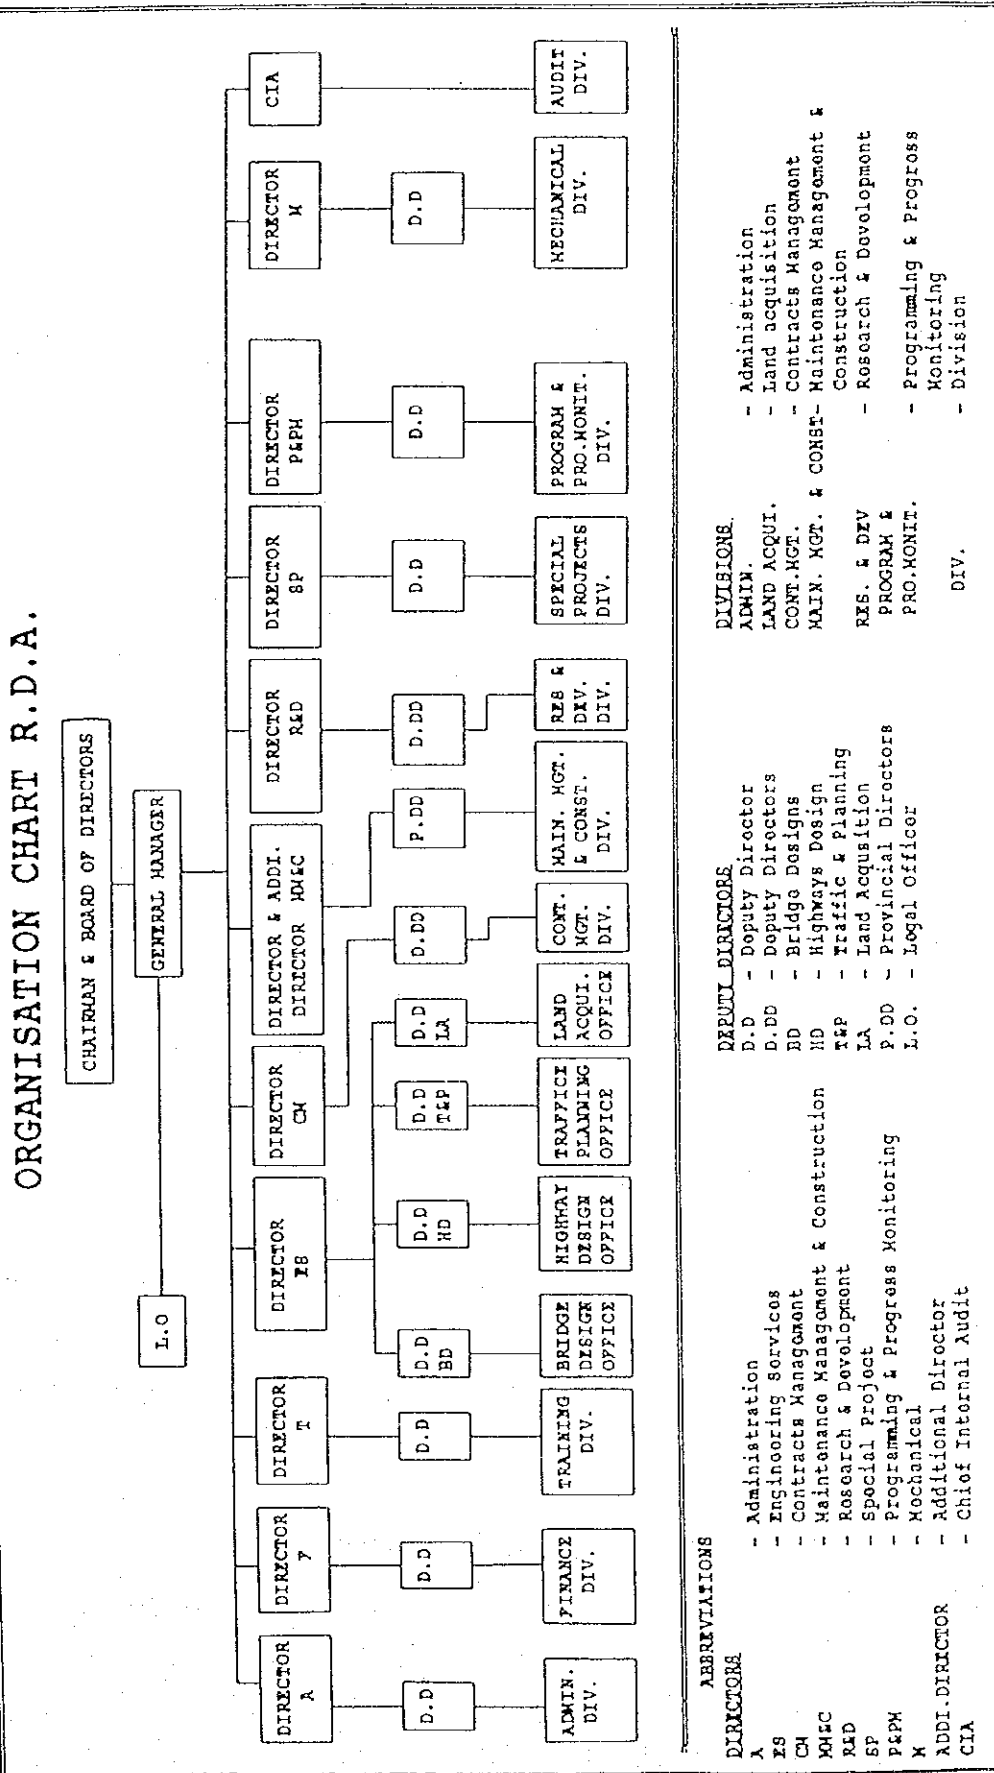 ORGANISATION CHART R.D.A.
CHAIRMAN & BOARD OF DIRECTORS
GENERAL MANAGER
L.O
DIRECTOR
A
DIRECTOR
F
DIRECTOR
T
DIRECTOR
ES
DIRECTOR
CM
DIRECTOR & ADDI.
DIRECTOR MM&C
DIRECTOR
R&D
DIRECTOR
SP
DIRECTOR
P&PM
DIRECTOR
M
CIA
D.D
D.D
D.D
D.D
BD
D.D
HD
D.D
T&P
D.D
LA
D.DD
P.DD
D.DD
D.D
D.D
D.D
ADMIN.
DIV.
FINANCE
DIV.
TRAINING
DIV.
BRIDGE
DESIGN
OFFICE
HIGHWAY
DESIGN
OFFICE
TRAFFICE
PLANNING
OFFICE
LAND
ACQUI.
OFFICE
CONT.
MGT.
DIV.
MAIN. MGT.
& CONST.
DIV.
RES &
DEV.
DIV.
SPECIAL
PROJECTS
DIV.
PROGRAM &
PRO.MONIT.
DIV.
MECHANICAL
DIV.
AUDIT
DIV.
ABBREVIATIONS
DIRECTORS
A - Administration
ES - Engineering Services
CM - Contracts Management
MM&C - Maintenance Management & Construction
R&D - Research & Development
SP - Special Project
P&PM - Programming & Progress Monitoring
M - Mechanical
ADDI.DIRECTOR - Additional Director
CIA - Chief Internal Audit
DEPUTI DIRECTORS
D.D - Deputy Director
D.DD - Deputy Directors
BD - Bridge Designs
HD - Highways Design
T&P - Traffic & Planning
LA - Land Acqusition
P.DD - Provincial Directors
L.O. - Legal Officer
DIVISIONS
ADMIN. - Administration
LAND ACQUI. - Land acquisition
CONT.MGT. - Contracts Management
MAIN. MGT. & CONST- Maintenance Management &
Construction
RES. & DEV - Research & Development
PROGRAM &
PRO.MONIT. - Programming & Progress
Monitoring
DIV. - Division